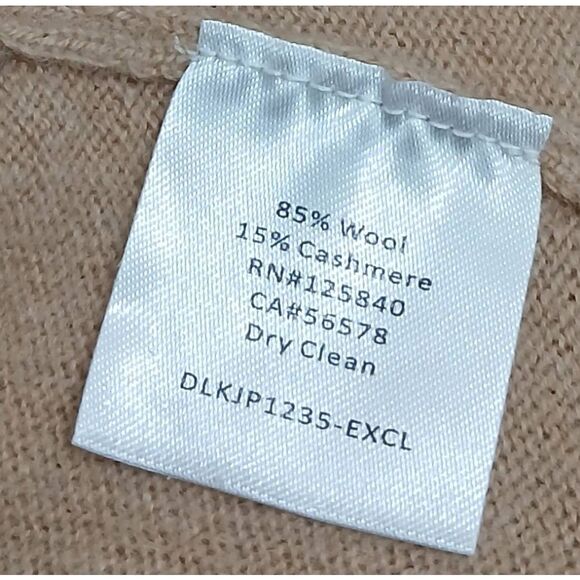 85% Wool
15% Cashmere
RN#125840
CA#56578
Dry Clean
DLKJP1235-EXCL